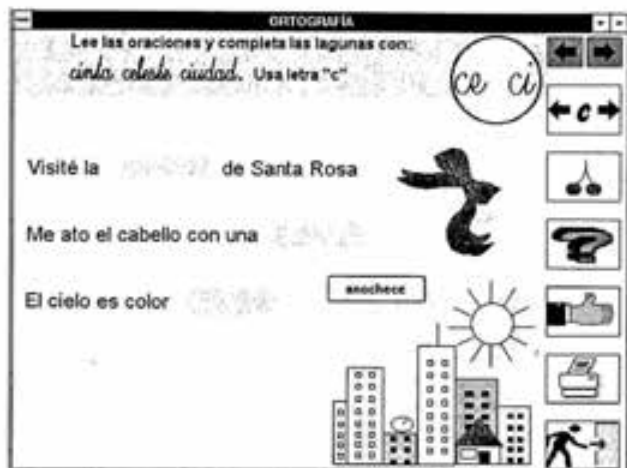 ORTOGRAFÍA
Lee las oraciones y completa las lagunas con:
cinta celeste ciudad. Usa letra "c"
ce ci
c
Visité la de Santa Rosa
Me ato el cabello con una
El cielo es color
anochece